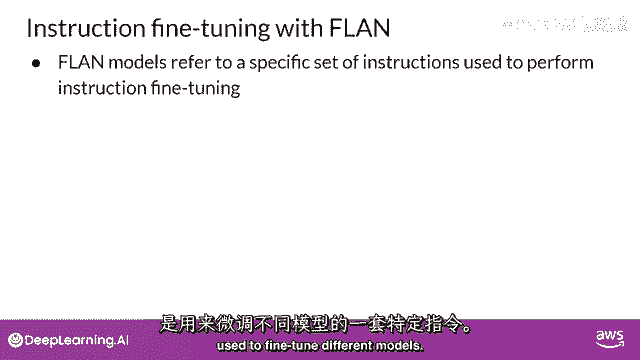 Instruction fine-tuning with FLAN
● FLAN models refer to a specific set of instructions used to perform
instruction fine-tuning
是用来微调不同模型的一套特定指令。
used to fine-tune different models.
DeepLearning.AI
aws